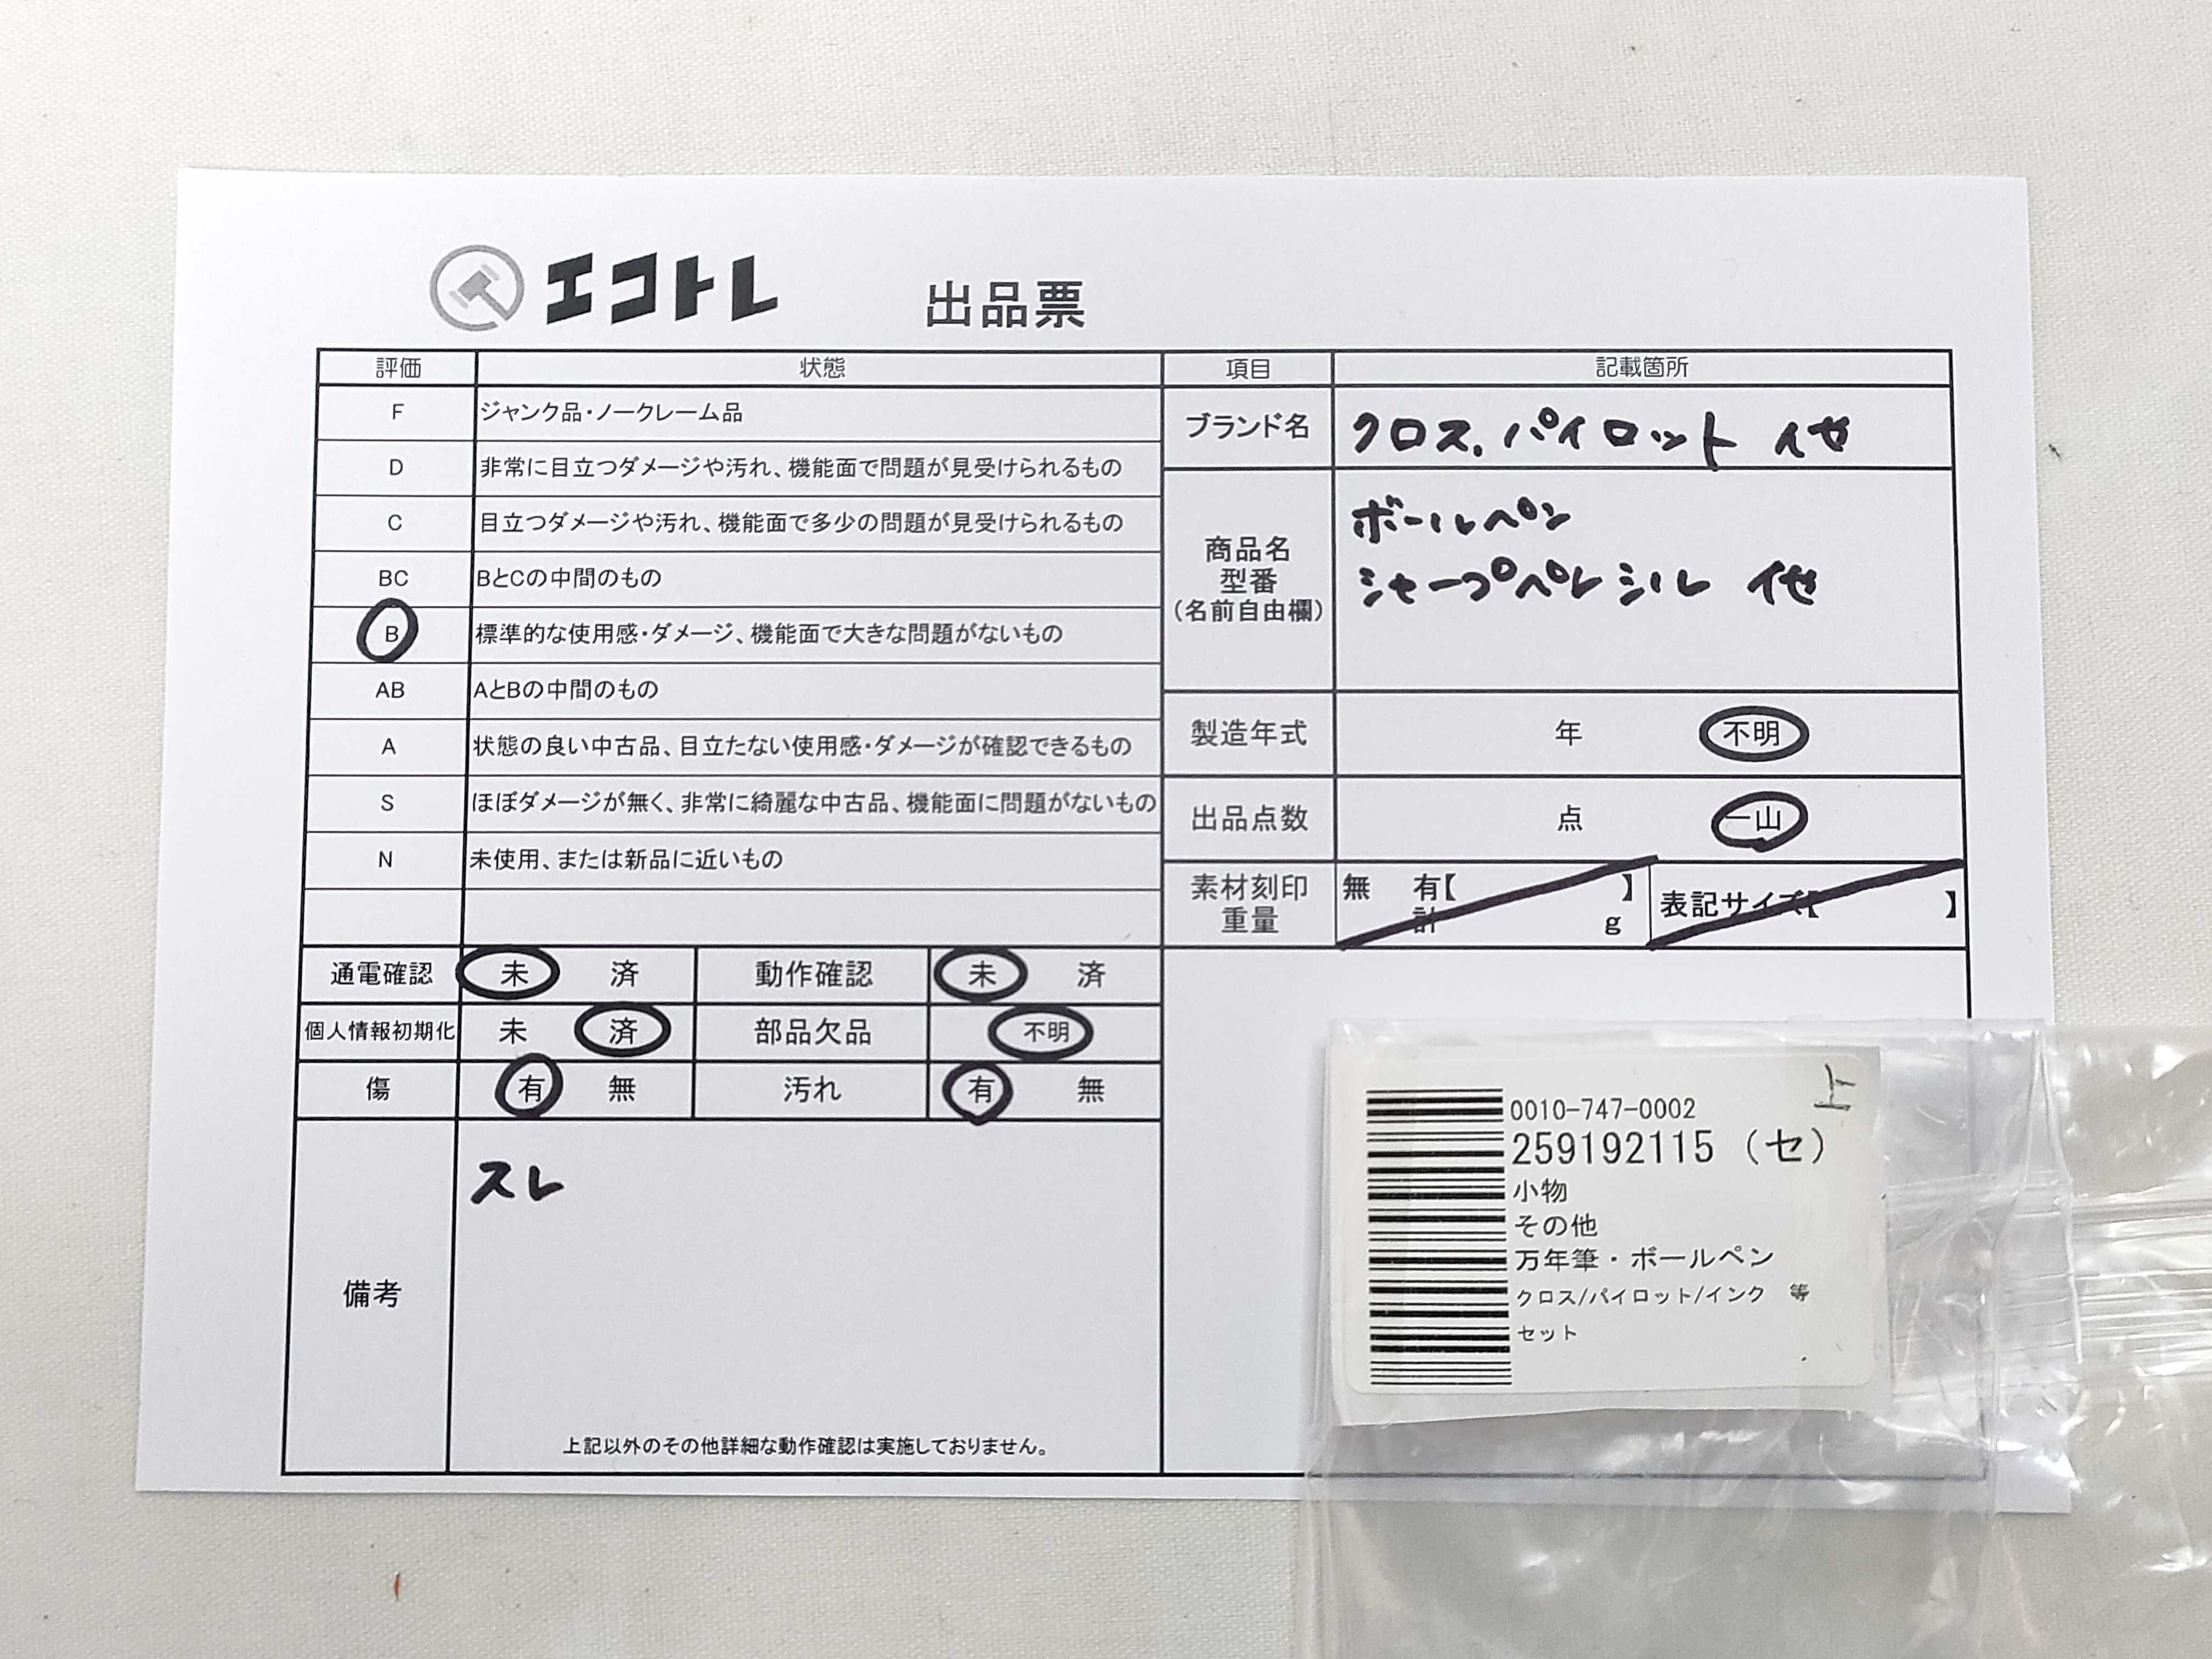 エコトレ 出品票
評価 状態
F ジャンク品・ノークレーム品
D 非常に目立つダメージや汚れ、機能面で問題が見受けられるもの
C 目立つダメージや汚れ、機能面で多少の問題が見受けられるもの
BC BとCの中間のもの
B 標準的な使用感・ダメージ、機能面で大きな問題がないもの
AB AとBの中間のもの
A 状態の良い中古品、目立たない使用感・ダメージが確認できるもの
S ほぼダメージが無く、非常に綺麗な中古品、機能面に問題がないもの
N 未使用、または新品に近いもの
項目 記載箇所
ブランド名 クロス.パイロット 他
商品名
型番
(名前自由欄)
ボールペン
シャープペンシル 他
製造年式 年 不明
出品点数 点 一山
素材刻印
重量
無 有【 】
計 g
表記サイズ【 】
通電確認 未 済 動作確認 未 済
個人情報初期化 未 済 部品欠品 不明
傷 有 無 汚れ 有 無
備考
スレ
上記以外のその他詳細な動作確認は実施しておりません。
0010-747-0002
259192115 (セ)
小物
その他
万年筆・ボールペン
クロス/パイロット/インク 等
セット